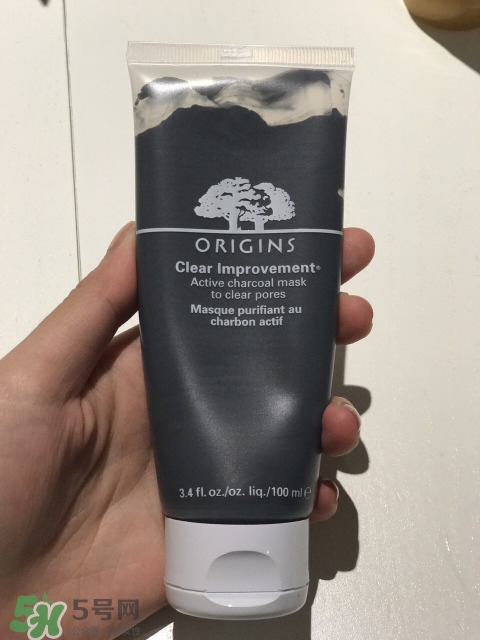 ORIGINS
Clear Improvement®
Active charcoal mask
to clear pores
Masque purifiant au
charbon actif
3.4 fl. oz./oz. liq./100 ml ℮
5H 5号网